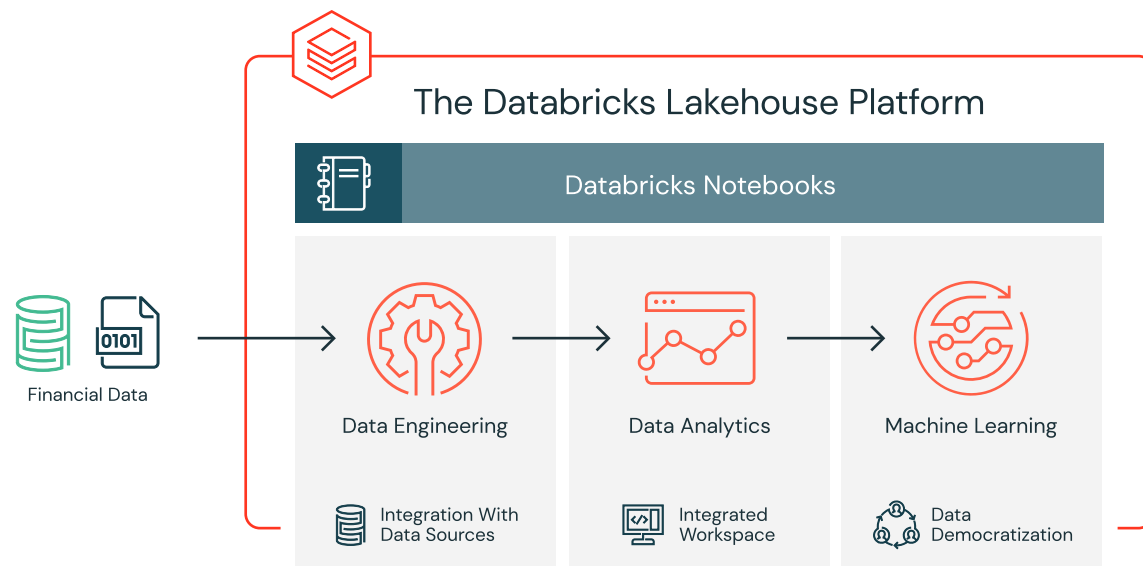 The Databricks Lakehouse Platform
Databricks Notebooks
0101
Financial Data
Data Engineering
Data Analytics
Machine Learning
Integration With
Data Sources
</>
Integrated
Workspace
Data
Democratization